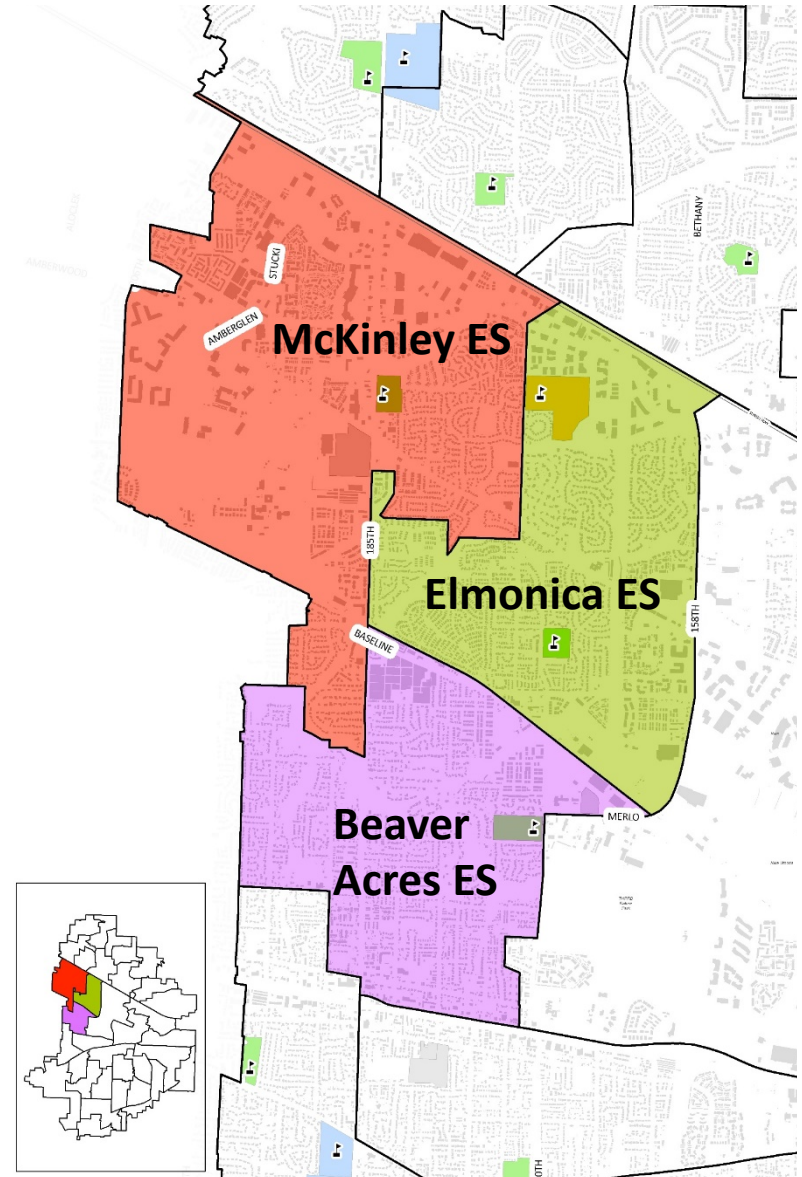 BETHANY
STUCKI
AMBERGLEN
McKinley ES
185TH
Elmonica ES
158TH
BASELINE
MERLO
Beaver
Acres ES